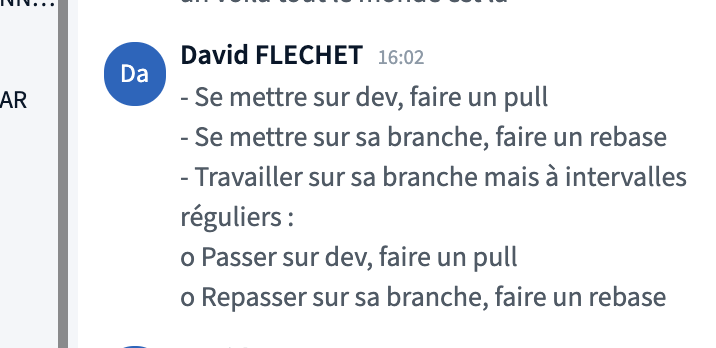 David FLECHET 16:02
Da
- Se mettre sur dev, faire un pull
AR
- Se mettre sur sa branche, faire un rebase
- Travailler sur sa branche mais à intervalles
réguliers :
o Passer sur dev, faire un pull
o Repasser sur sa branche, faire un rebase